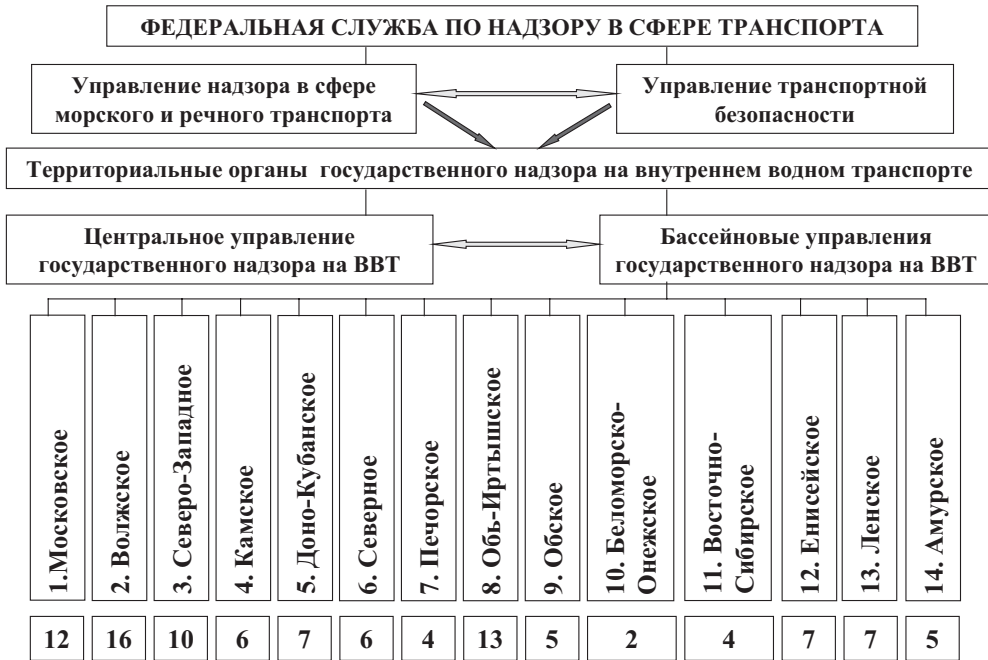 ФЕДЕРАЛЬНАЯ СЛУЖБА ПО НАДЗОРУ В СФЕРЕ ТРАНСПОРТА
Управление надзора в сфере
морского и речного транспорта
Управление транспортной
безопасности
Территориальные органы государственного надзора на внутреннем водном транспорте
Центральное управление
государственного надзора на ВВТ
Бассейновые управления
государственного надзора на ВВТ
1.Московское
2. Волжское
3. Северо-Западное
4. Камское
5. Доно-Кубанское
6. Северное
7. Печорское
8. Обь-Иртышское
9. Обское
10. Беломорско-
Онежское
11. Восточно-
Сибирское
12. Енисейское
13. Ленское
14. Амурское
12
16
10
6
7
6
4
13
5
2
4
7
7
5